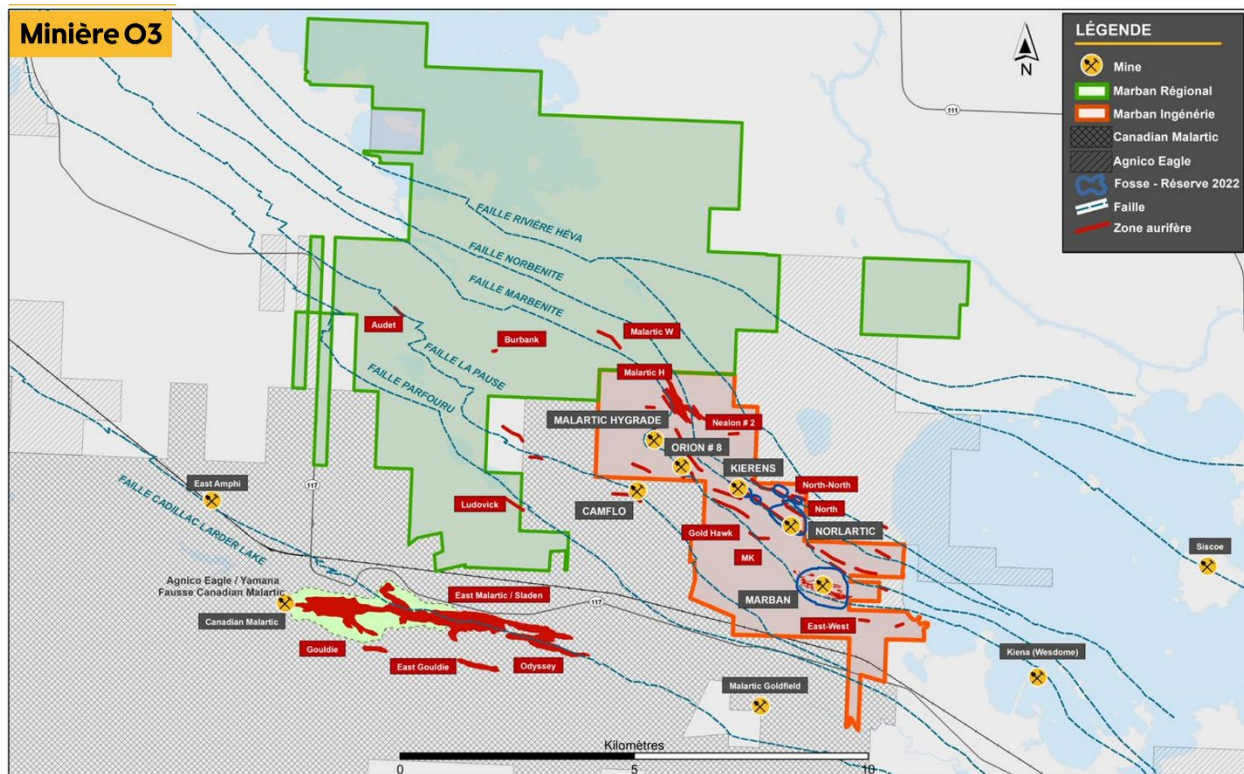 Minière O3
N
LÉGENDE
Mine
Marban Régional
Marban Ingénérie
Canadian Malartic
Agnico Eagle
Fosse - Réserve 2022
Faille
Zone aurifère
111
FAILLE RIVIÈRE HÉVA
FAILLE NORBENITE
FAILLE MARBENITE
Audet
Burbank
Malartic W
FAILLE LA PAUSE
FAILLE PARFOURU
Malartic H
Nealon # 2
MALARTIC HYGRADE
ORION # 8
KIERENS
North-North
North
NORLARTIC
East Amphi
117
FAILLE CADILLAC LARDER LAKE
Ludovick
CAMFLO
Gold Hawk
MK
Siscoe
Agnico Eagle / Yamana
Fausse Canadian Malartic
Canadian Malartic
East Malartic / Sladen
117
MARBAN
East-West
Gouldie
East Gouldie
Odyssey
Kiena (Wesdome)
Malartic Goldfield
Kilomètres
0
5
10